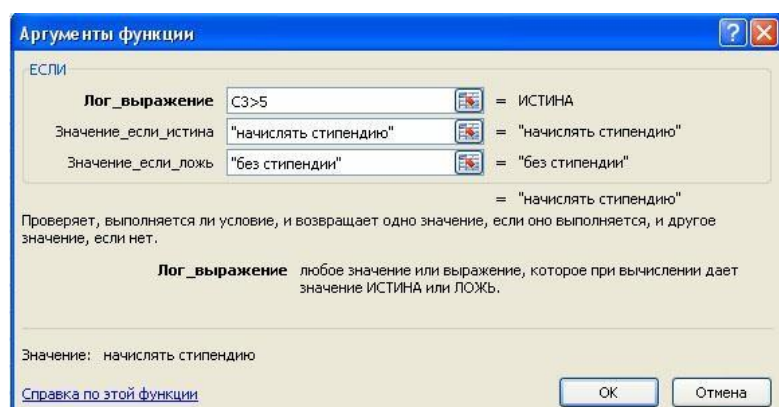 Аргументы функции
ЕСЛИ
Лог_выражение C3>5 = ИСТИНА
Значение_если_истина "начислять стипендию" = "начислять стипендию"
Значение_если_ложь "без стипендии" = "без стипендии"
= "начислять стипендию"
Проверяет, выполняется ли условие, и возвращает одно значение, если оно выполняется, и другое
значение, если нет.
Лог_выражение любое значение или выражение, которое при вычислении дает
значение ИСТИНА или ЛОЖЬ.
Значение: начислять стипендию
Справка по этой функции ОК Отмена